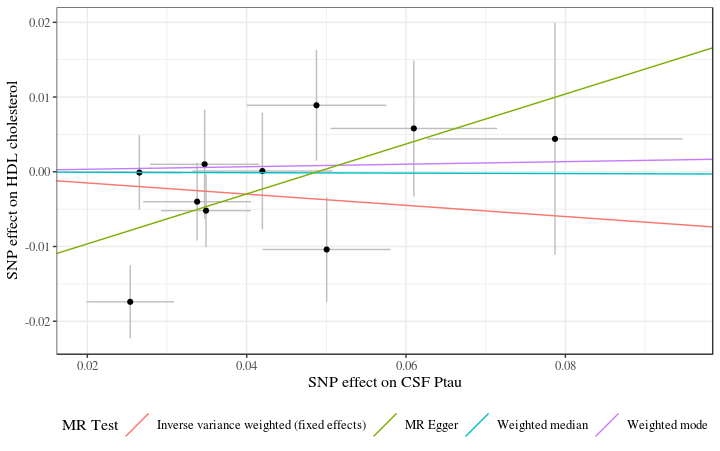 0.02
0.01
0.00
-0.01
-0.02
SNP effect on HDL cholesterol
0.02 0.04 0.06 0.08
SNP effect on CSF Ptau
MR Test Inverse variance weighted (fixed effects) MR Egger Weighted median Weighted mode